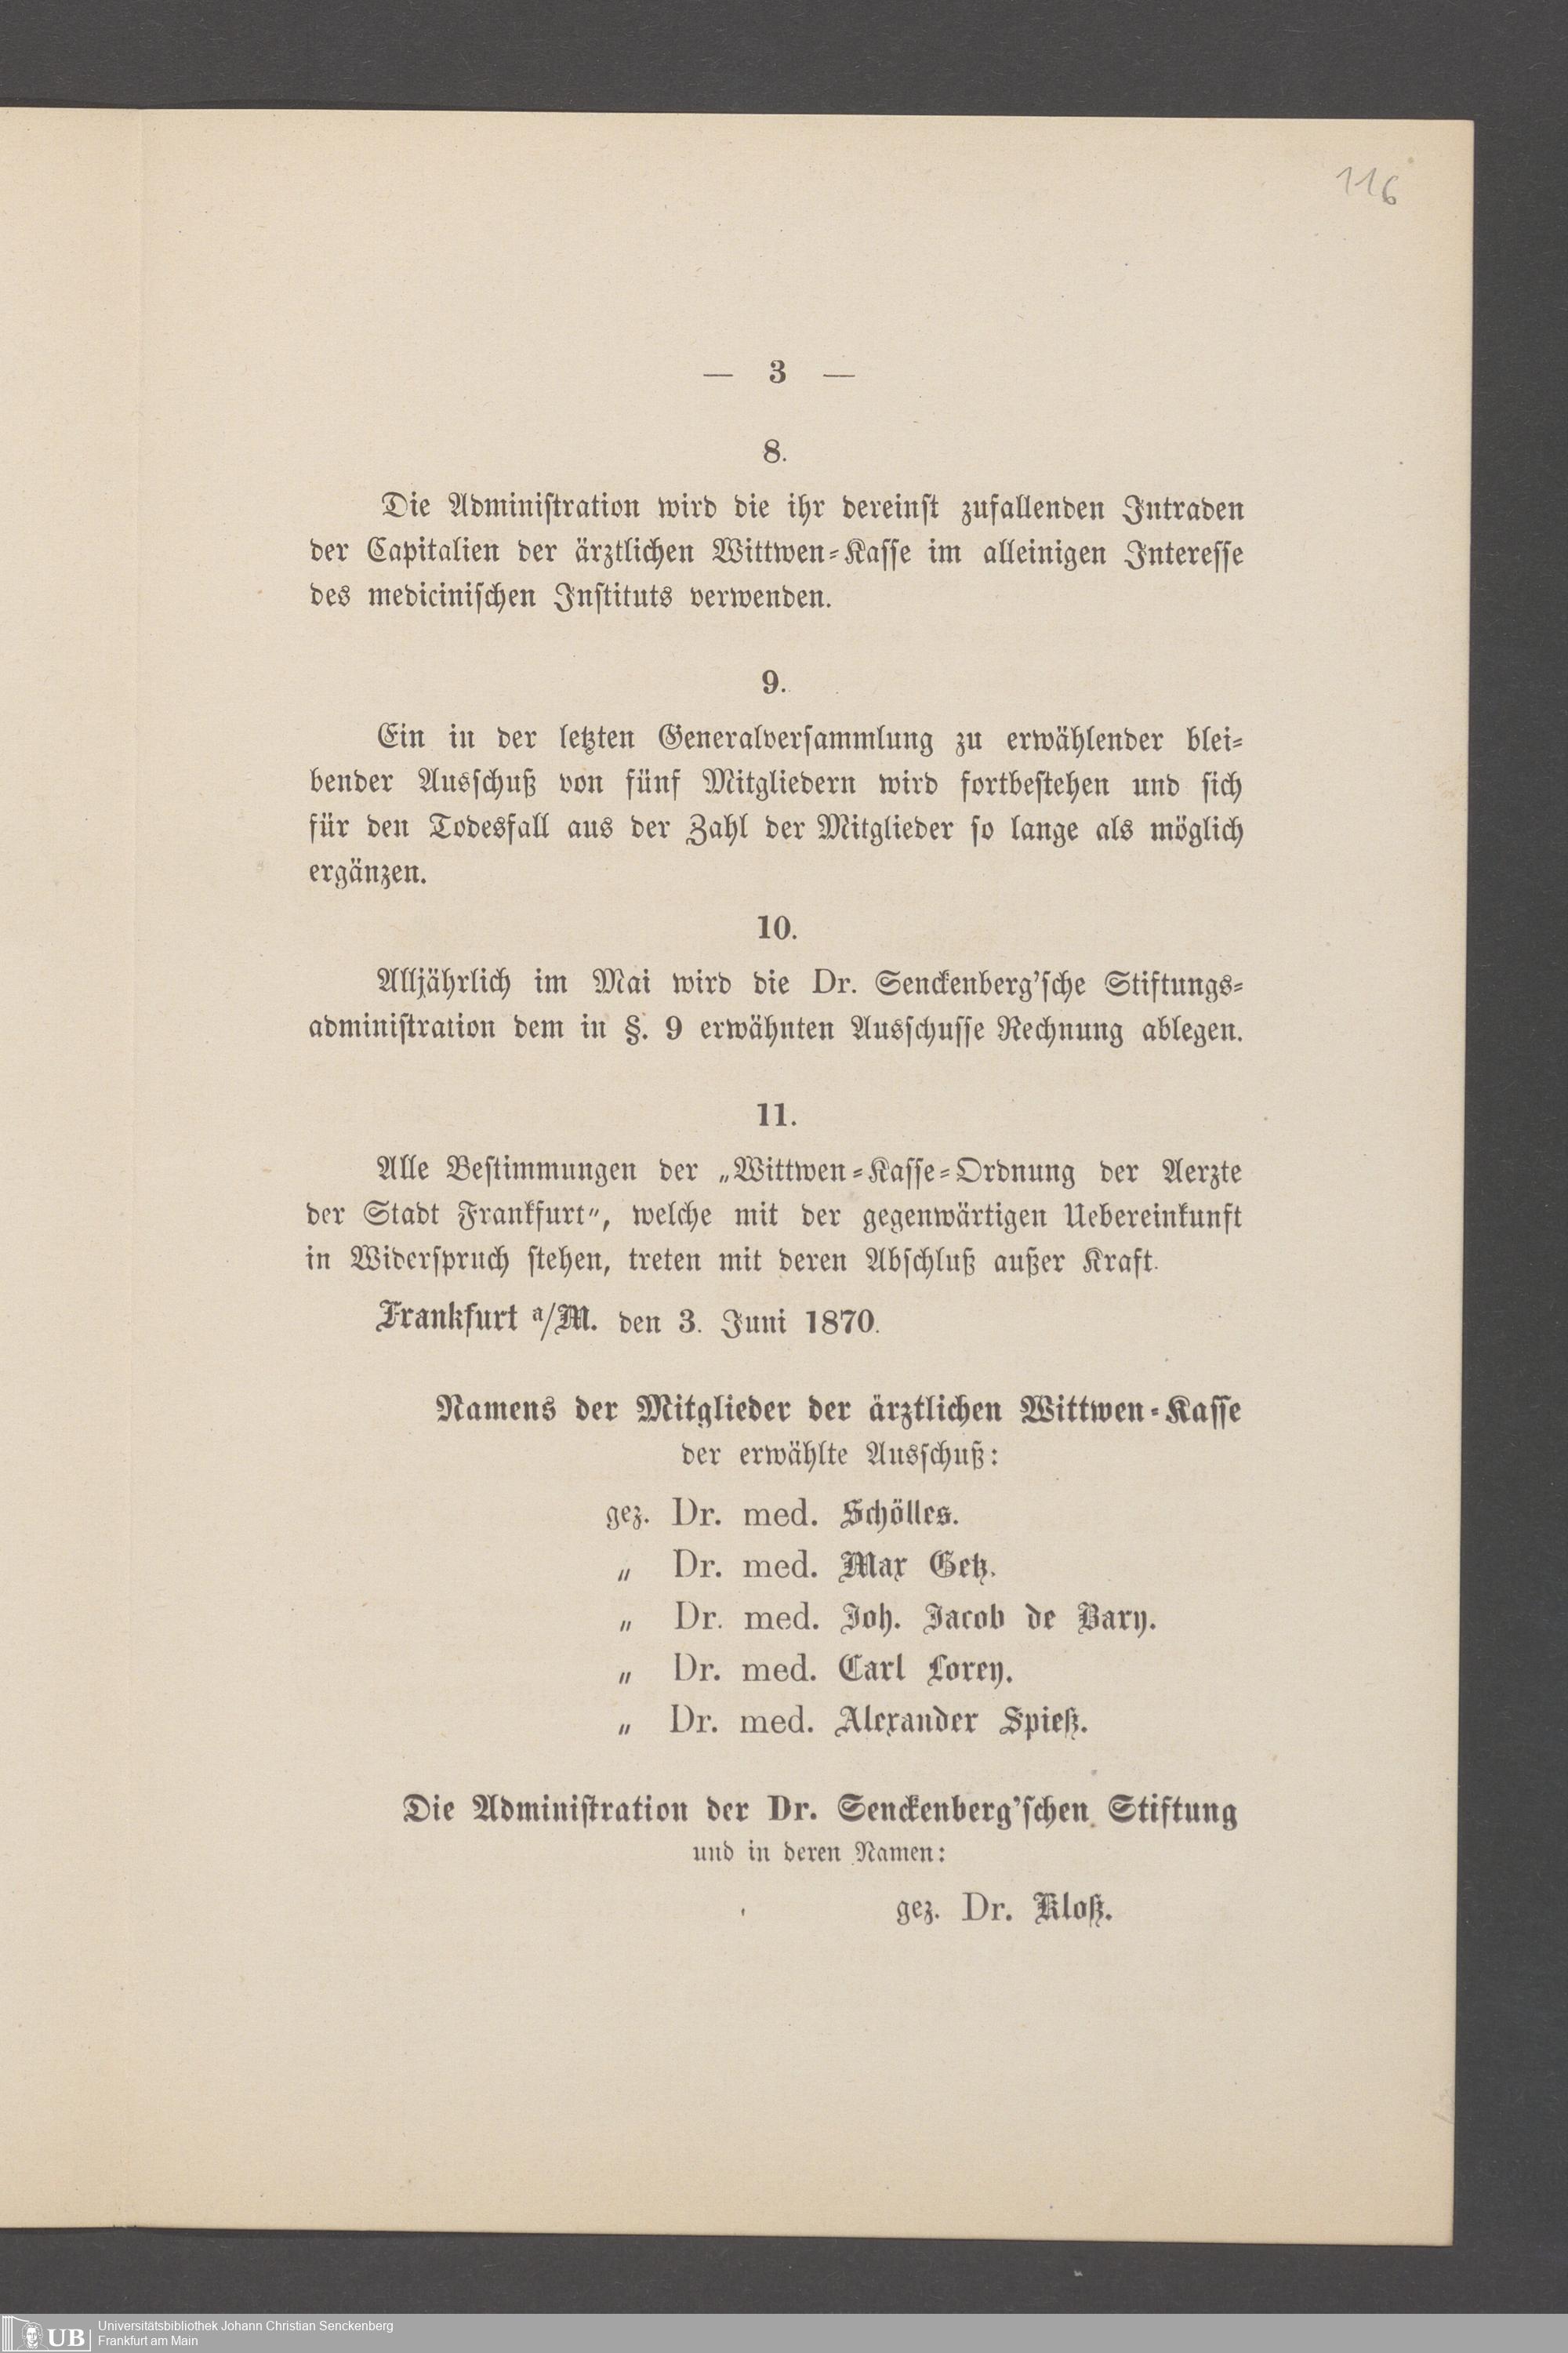 116
— 3 —
8.
Die Administration wird die ihr dereinst zufallenden Intraden
der Capitalien der ärztlichen Wittwen-Kasse im alleinigen Interesse
des medicinischen Instituts verwenden.
9.
Ein in der letzten Generalversammlung zu erwählender blei-
bender Ausschuß von fünf Mitgliedern wird fortbestehen und sich
für den Todesfall aus der Zahl der Mitglieder so lange als möglich
ergänzen.
10.
Alljährlich im Mai wird die Dr. Senckenberg'sche Stiftungs-
administration dem in §. 9 erwähnten Ausschusse Rechnung ablegen.
11.
Alle Bestimmungen der „Wittwen-Kasse-Ordnung der Aerzte
der Stadt Frankfurt“, welche mit der gegenwärtigen Uebereinkunft
in Widerspruch stehen, treten mit deren Abschluß außer Kraft.
Frankfurt a/M. den 3. Juni 1870.
Namens der Mitglieder der ärztlichen Wittwen-Kasse
der erwählte Ausschuß:
gez. Dr. med. Schölles.
„ Dr. med. Max Getz.
„ Dr. med. Joh. Jacob de Bary.
„ Dr. med. Carl Lorey.
„ Dr. med. Alexander Spieß.
Die Administration der Dr. Senckenberg'schen Stiftung
und in deren Namen:
gez. Dr. Kloß.
UB
Universitätsbibliothek Johann Christian Senckenberg
Frankfurt am Main